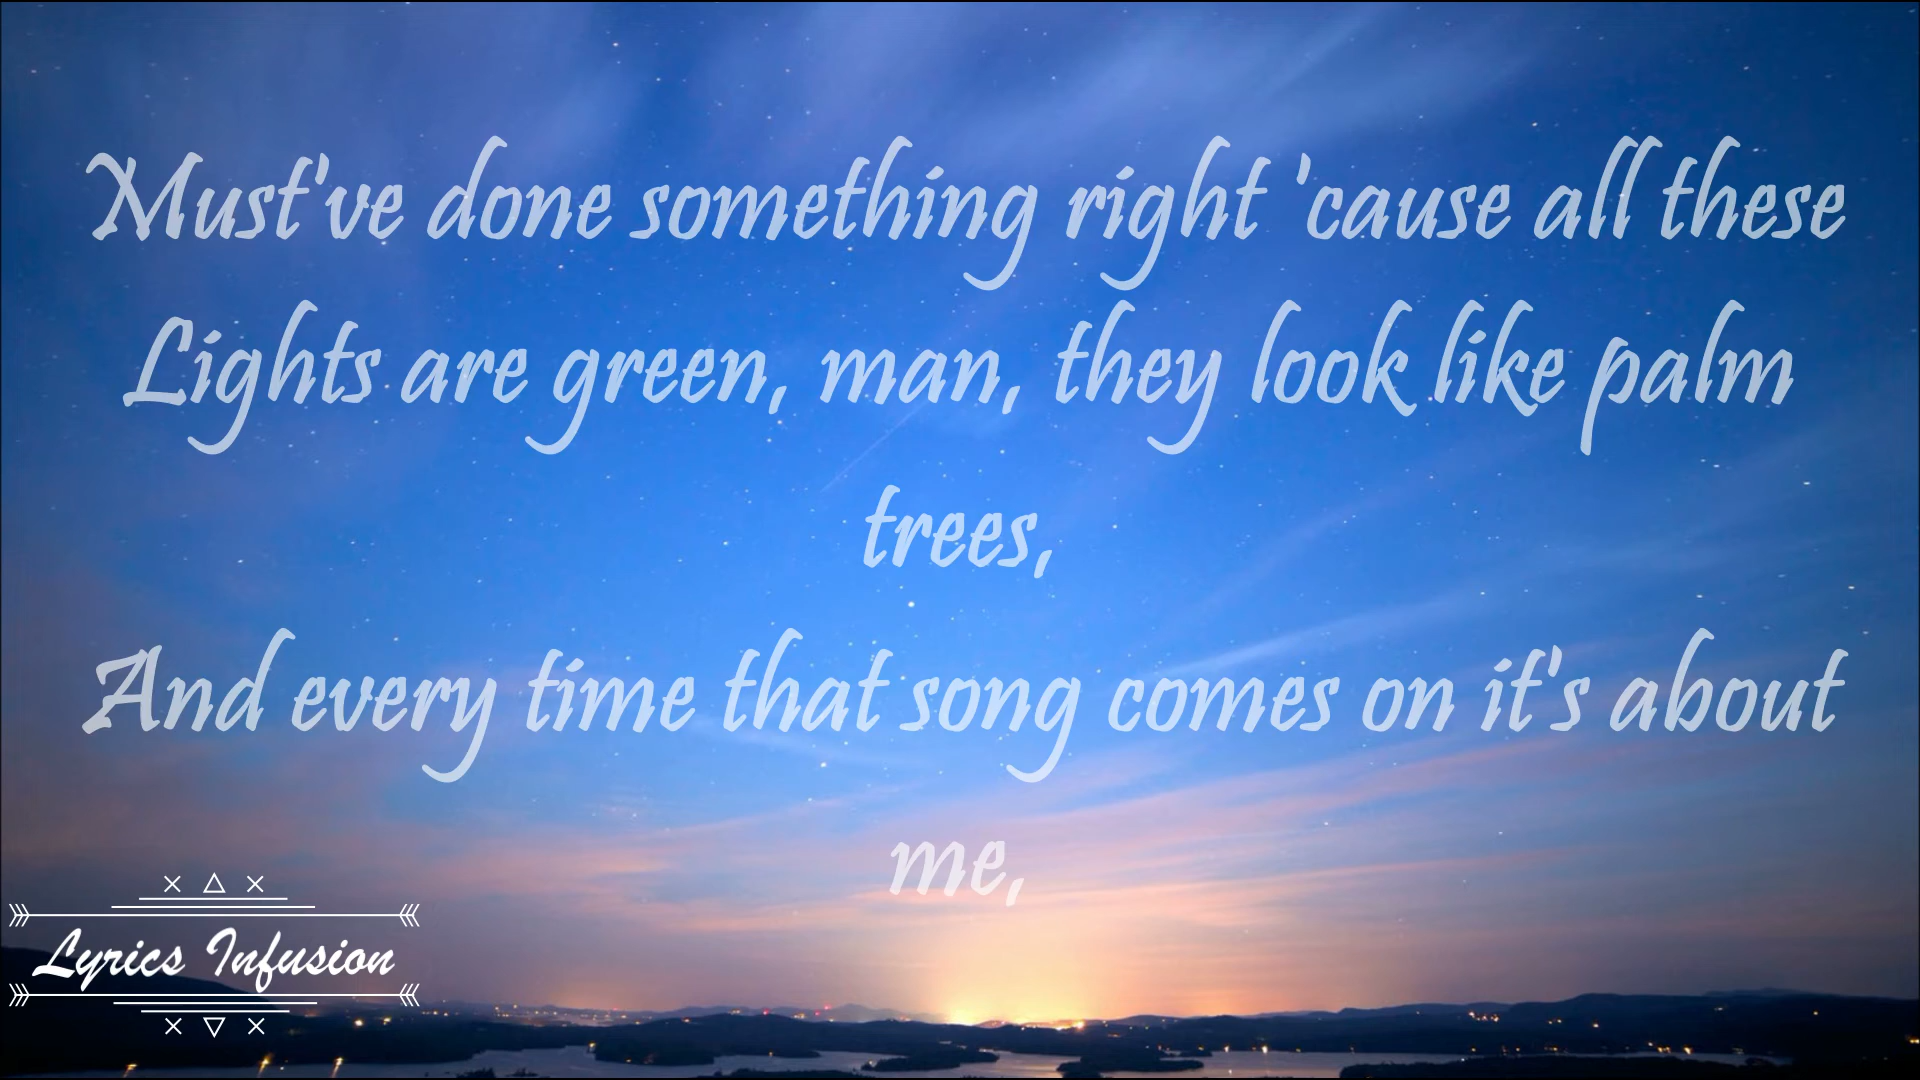 Must've done something right 'cause all these
Lights are green, man, they look like palm
trees,
And every time that song comes on it's about
me,
Lyrics Infusion